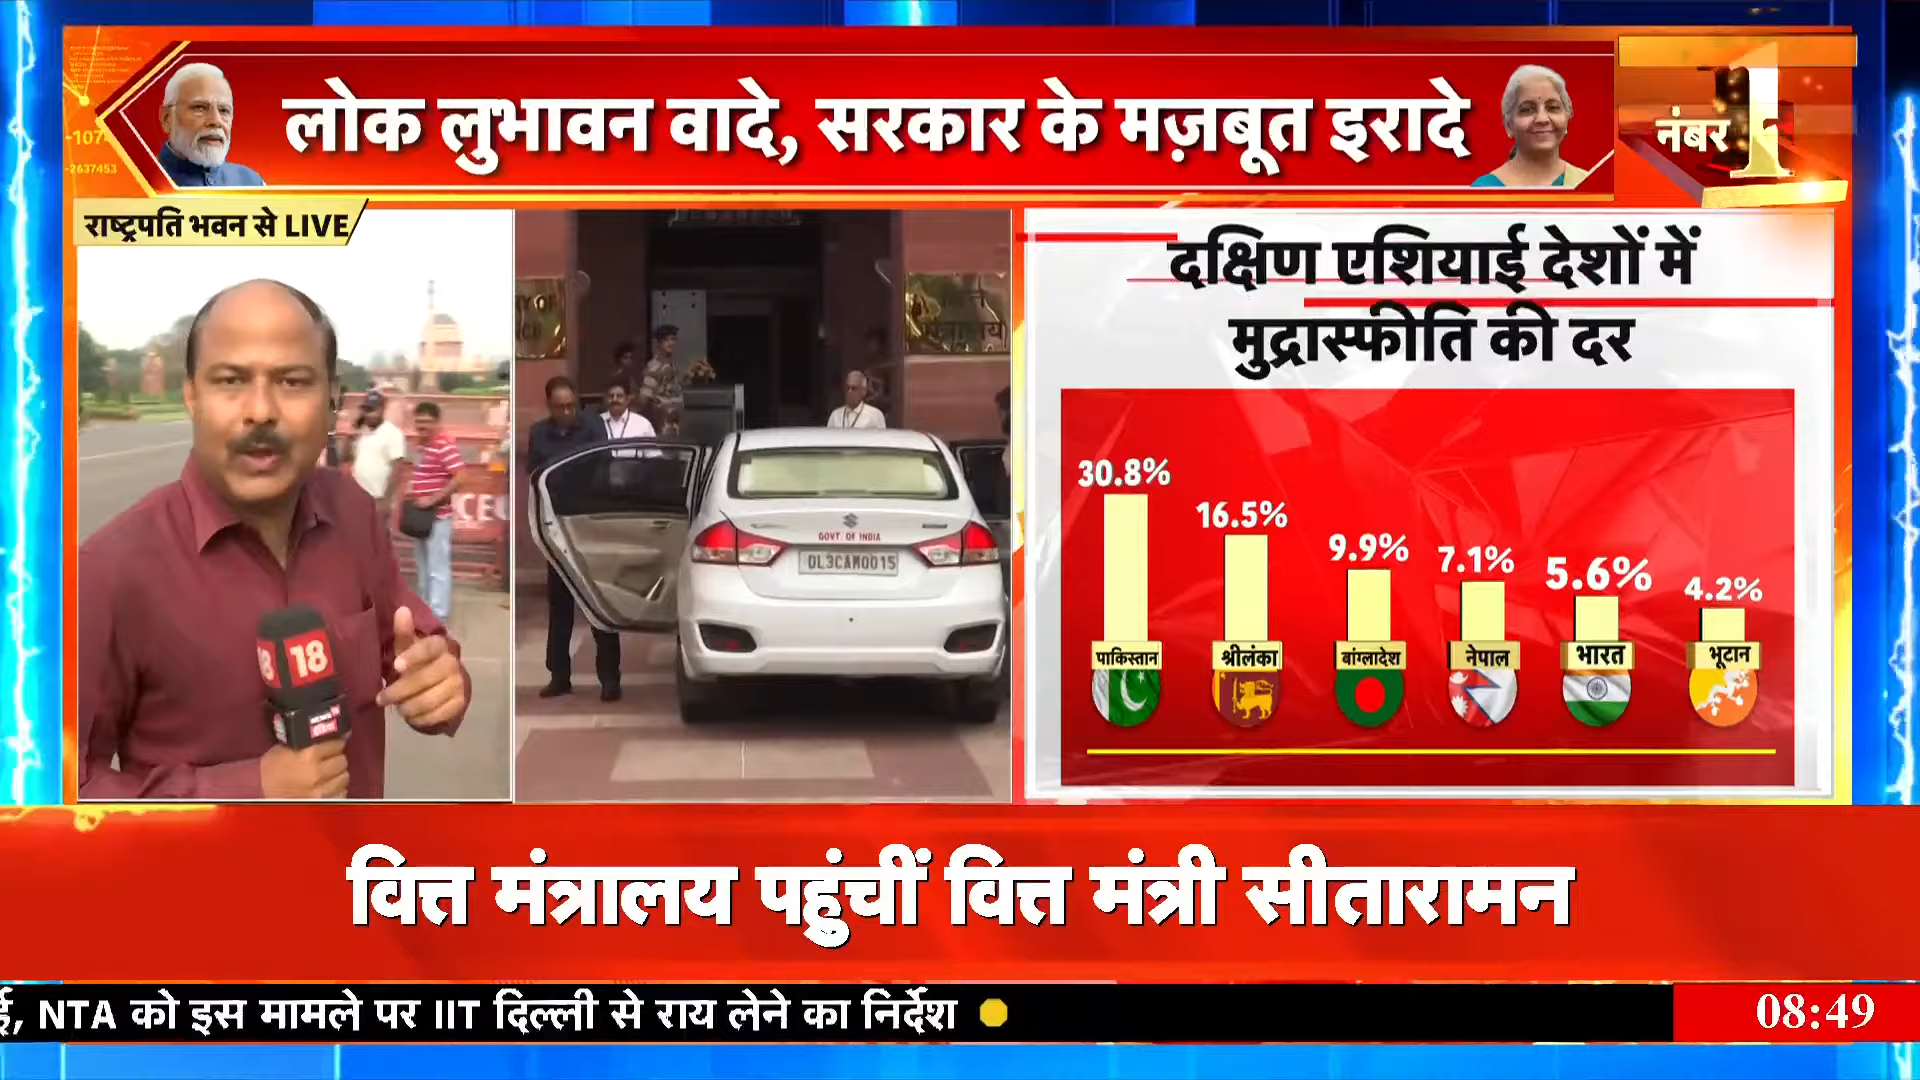 लोक लुभावन वादे, सरकार के मज़बूत इरादे
नंबर 1
-107
-2637453
राष्ट्रपति भवन से LIVE
दक्षिण एशियाई देशों में
मुद्रास्फीति की दर
30.8%
16.5%
9.9%
7.1%
5.6%
4.2%
पाकिस्तान
श्रीलंका
बांग्लादेश
नेपाल
भारत
भूटान
GOVT OF INDIA
DL3CAM0015
18
वित्त मंत्रालय पहुंचीं वित्त मंत्री सीतारामन
ई, NTA को इस मामले पर IIT दिल्ली से राय लेने का निर्देश
08:49